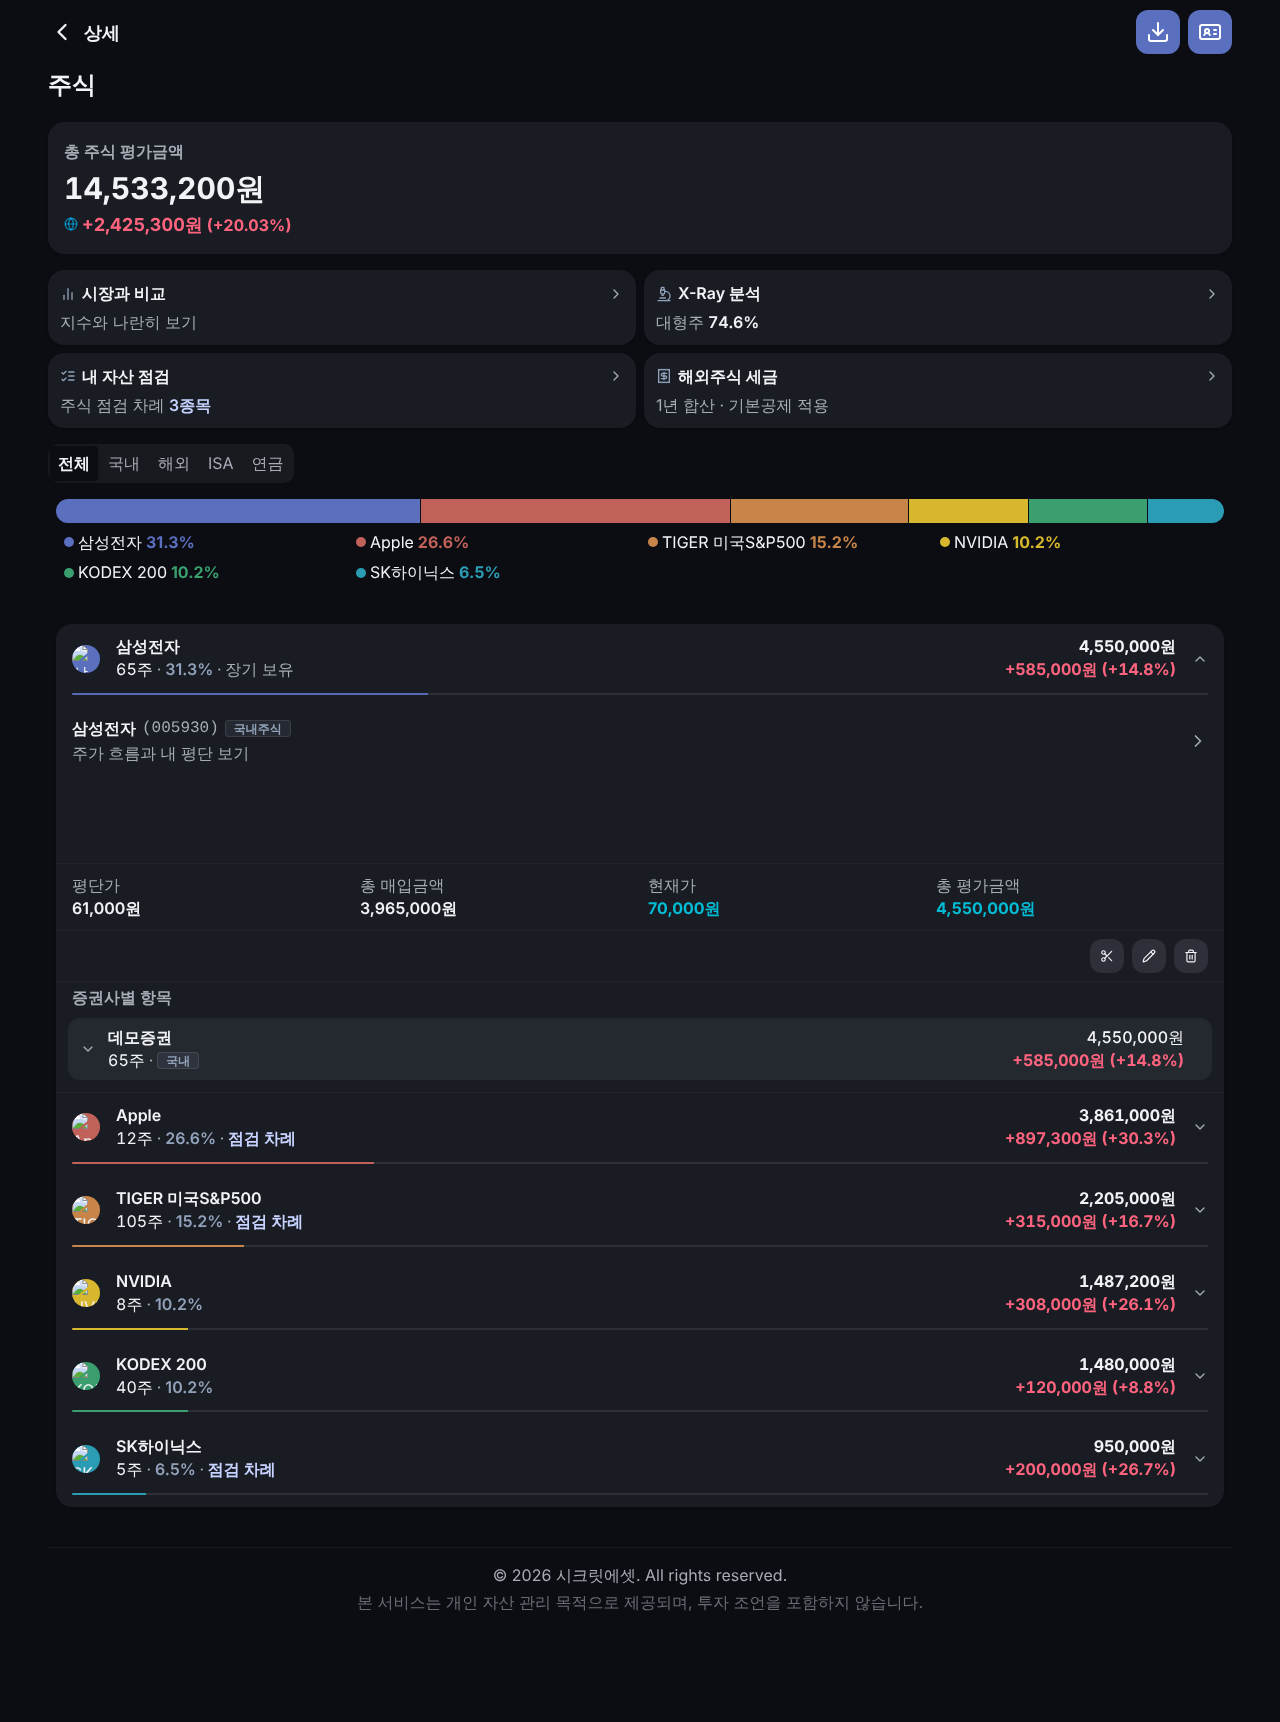 상세
주식
총 주식 평가금액
14,533,200원
+2,425,300원 (+20.03%)
시장과 비교
지수와 나란히 보기
X-Ray 분석
대형주 74.6%
내 자산 점검
주식 점검 차례 3종목
해외주식 세금
1년 합산 · 기본공제 적용
전체 국내 해외 ISA 연금
삼성전자 31.3% Apple 26.6% TIGER 미국S&P500 15.2% NVIDIA 10.2%
KODEX 200 10.2% SK하이닉스 6.5%
삼성전자 4,550,000원
65주 · 31.3% · 장기 보유 +585,000원 (+14.8%)
삼성전자 (005930) 국내주식
주가 흐름과 내 평단 보기
평단가 총 매입금액 현재가 총 평가금액
61,000원 3,965,000원 70,000원 4,550,000원
증권사별 항목
데모증권 4,550,000원
65주 · 국내 +585,000원 (+14.8%)
Apple 3,861,000원
12주 · 26.6% · 점검 차례 +897,300원 (+30.3%)
TIGER 미국S&P500 2,205,000원
105주 · 15.2% · 점검 차례 +315,000원 (+16.7%)
NVIDIA 1,487,200원
8주 · 10.2% +308,000원 (+26.1%)
KODEX 200 1,480,000원
40주 · 10.2% +120,000원 (+8.8%)
SK하이닉스 950,000원
5주 · 6.5% · 점검 차례 +200,000원 (+26.7%)
© 2026 시크릿에셋. All rights reserved.
본 서비스는 개인 자산 관리 목적으로 제공되며, 투자 조언을 포함하지 않습니다.